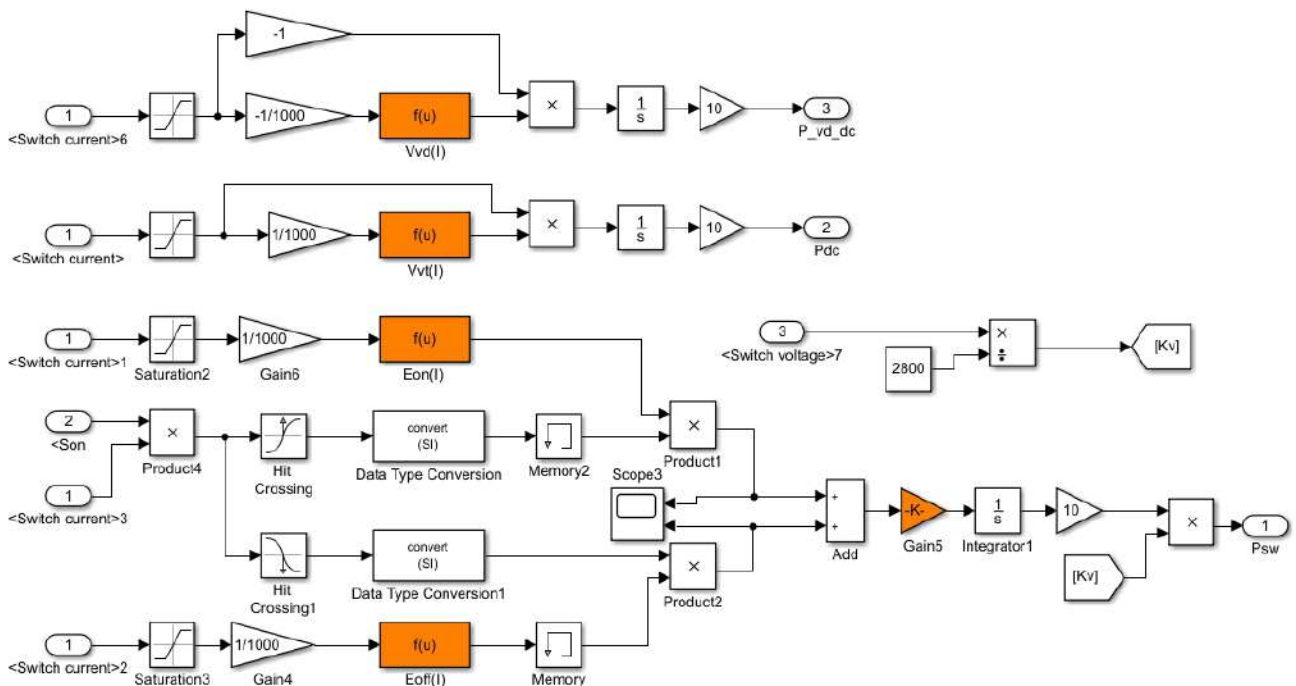 -1
1
<Switch current>6
-1/1000
f(u)
Vvd(I)
×
1
s
10
3
P_vd_dc
1
<Switch current>
1/1000
f(u)
Vvt(I)
×
1
s
10
2
Pdc
1
<Switch current>1
Saturation2
1/1000
Gain6
f(u)
Eon(I)
3
<Switch voltage>7
2800
×
÷
[Kv]
2
<Son
1
<Switch current>3
×
Product4
Hit
Crossing
convert
(SI)
Data Type Conversion
Memory2
×
Product1
Scope3
Hit
Crossing1
convert
(SI)
Data Type Conversion1
×
Product2
+
+
Add
-K-
Gain5
1
s
Integrator1
10
[Kv]
×
1
Psw
1
<Switch current>2
Saturation3
1/1000
Gain4
f(u)
Eoff(I)
Memory